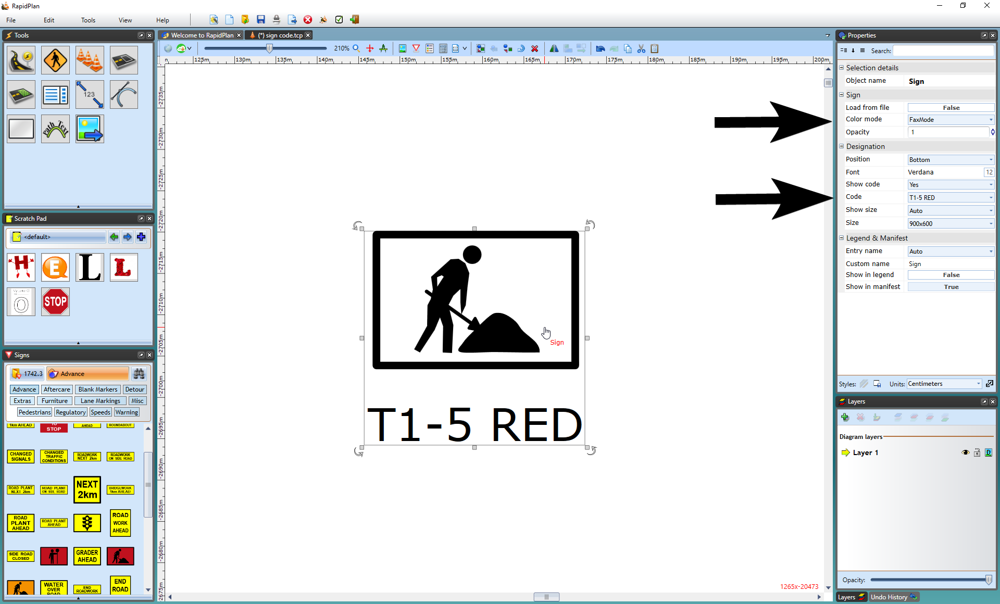 RapidPlan
File Edit Tools View Help
Tools
123
Path Text
Scratch Pad
<default>
H E L L
My Letter O
O
STOP
Signs
1742.3 Advance
Advance Aftercare Blank Markers Detour
Extras Furniture Lane Markings Misc
Pedestrians Regulatory Speeds Warning
1km AHEAD
TO
STOP
AHEAD
ROUNDABOUT
CHANGED
SIGNALS
CHANGED
TRAFFIC
CONDITIONS
ROADWORK
NEXT 2km
ROADWORK
ON SIDE ROAD
ROAD PLANT
NEXT 2km
ROAD PLANT
ON SIDE ROAD
NEXT
2km
BRIDGEWORK
1km AHEAD
ROAD
PLANT
AHEAD
ROAD PLANT
AHEAD
ROAD
WORK
AHEAD
SIDE ROAD
CLOSED
GRADER
AHEAD
WATER
OVER
ROAD
END
ROADWORK
END
ROAD
Welcome to RapidPlan (*) sign code.tcp
210%
n 125m 130m 135m 140m 145m 150m 155m 160m 165m 170m 175m 180m 185m 190m 195m 200m
-2735m
-2730m
-2725m
-2720m
-2715m
-2710m
-2705m
-2700m
-2695m
-2690m
-2685m
-2680m
-2675m
Sign
T1-5 RED
1265x-20473
Properties
Search:
Selection details
Object name Sign
Sign
Load from file False
Color mode FaxMode
Opacity 1
Designation
Position Bottom
Font Verdana 12
Show code Yes
Code T1-5 RED
Show size Auto
Size 900x600
Legend & Manifest
Entry name Auto
Custom name Sign
Show in legend False
Show in manifest True
Styles: Units: Centimeters
Layers
Diagram layers
Layer 1
D
Opacity:
Layers Undo History